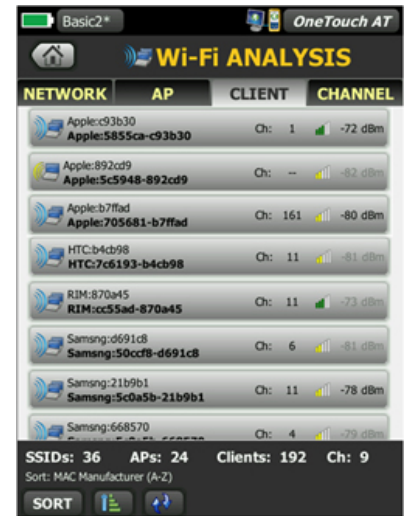 Basic2*
OneTouch AT
Wi-Fi ANALYSIS
NETWORK AP CLIENT CHANNEL
Apple:c93b30
Apple:5855ca-c93b30 Ch: 1 -72 dBm
Apple:892cd9
Apple:5c5948-892cd9 Ch: -- -82 dBm
Apple:b7ffad
Apple:705681-b7ffad Ch: 161 -80 dBm
HTC:b4cb98
HTC:7c6193-b4cb98 Ch: 11 -81 dBm
RIM:870a45
RIM:cc55ad-870a45 Ch: 11 -73 dBm
Samsng:d691c8
Samsng:50ccf8-d691c8 Ch: 6 -81 dBm
Samsng:21b9b1
Samsng:5c0a5b-21b9b1 Ch: 11 -78 dBm
Samsng:668570
Ch: 4 -79 dBm
SSIDs: 36 APs: 24 Clients: 192 Ch: 9
Sort: MAC Manufacturer (A-Z)
SORT